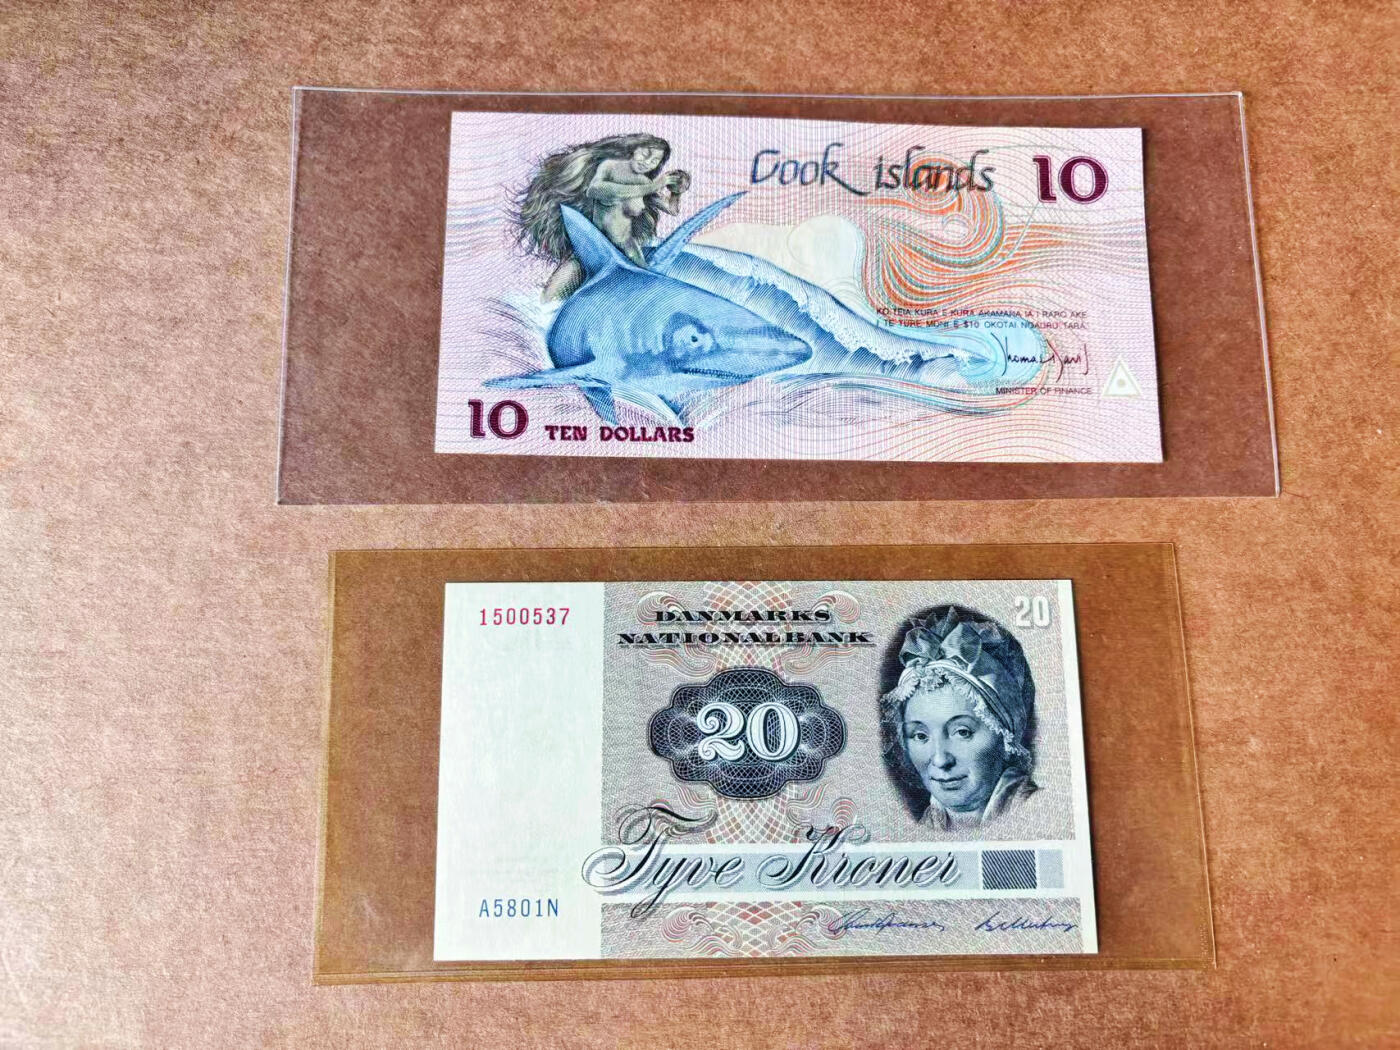 Cook islands
10
KO TEIA KURA E KURA AKAMANA IA I RARO AKE
I TE TURE MONI E $10 OKOTAI NGAURU TARA.
MINISTER OF FINANCE
10
TEN DOLLARS
1500537
DANMARKS
NATIONALBANK
20
20
Tyve Kroner
A5801N